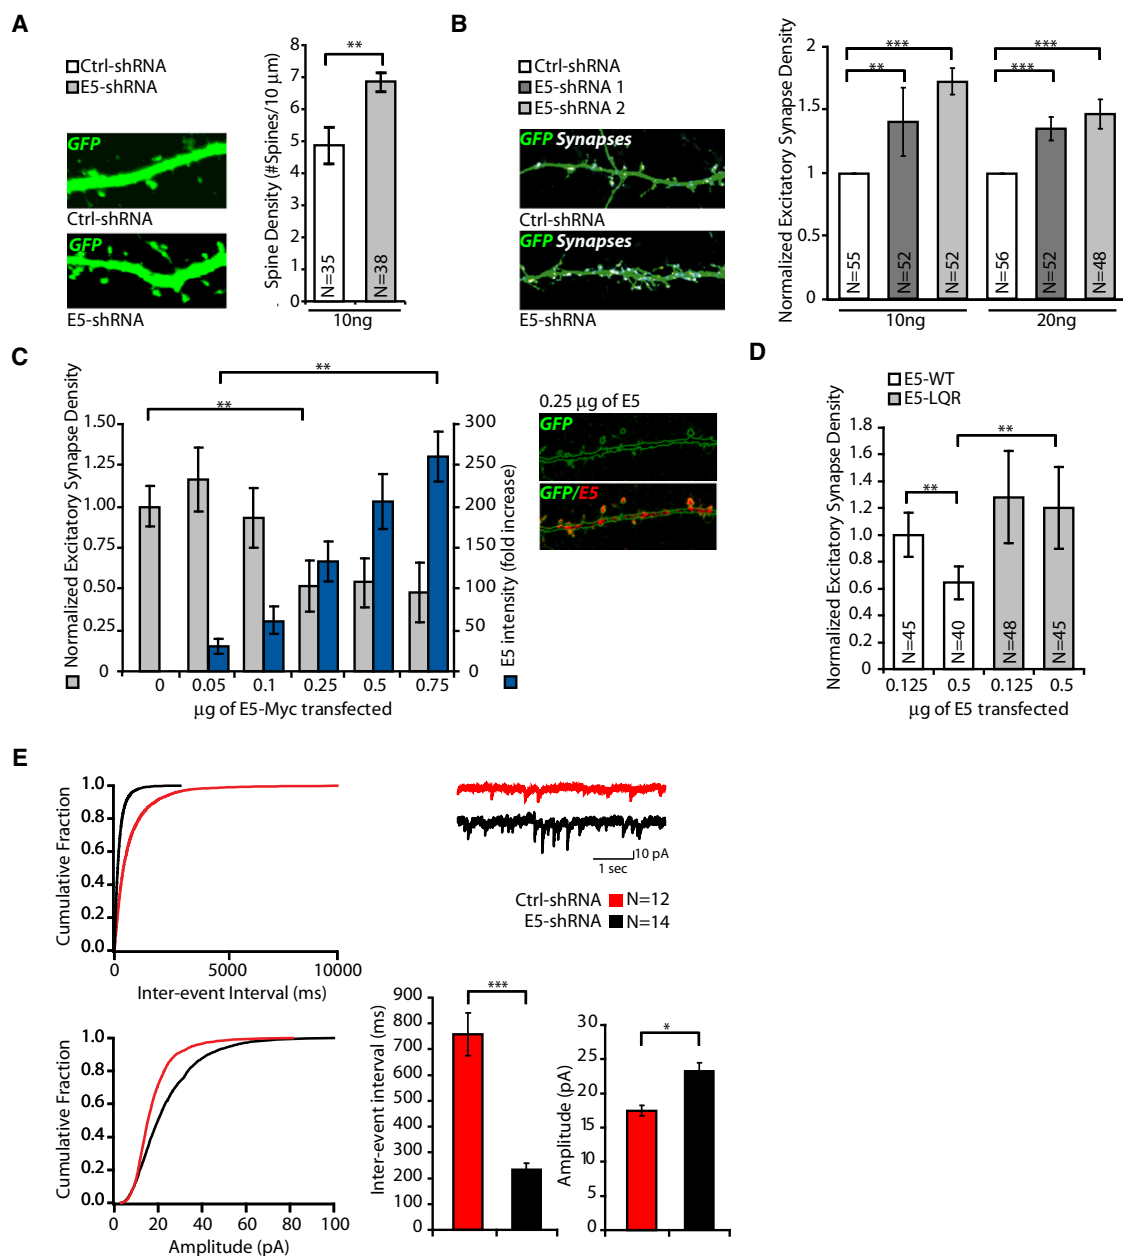 A
Ctrl-shRNA
E5-shRNA
GFP
Ctrl-shRNA
GFP
E5-shRNA
Spine Density (#Spines/10 μm)
8
7
6
5
4
3
2
1
0
**
N=35
N=38
10ng
B
Ctrl-shRNA
E5-shRNA 1
E5-shRNA 2
GFP Synapses
Ctrl-shRNA
GFP Synapses
E5-shRNA
Normalized Excitatory Synapse Density
2
1.5
1
0.5
0
***
**
***
***
N=55
N=52
N=52
N=56
N=52
N=48
10ng
20ng
C
Normalized Excitatory Synapse Density
1.50
1.25
1.00
0.75
0.50
0.25
0
**
**
300
250
200
150
100
50
0
E5 intensity (fold increase)
0
0.05
0.1
0.25
0.5
0.75
μg of E5-Myc transfected
0.25 μg of E5
GFP
GFP/E5
D
E5-WT
E5-LQR
Normalized Excitatory Synapse Density
1.8
1.6
1.4
1.2
1.0
0.8
0.6
0.4
0.2
0
**
**
N=45
N=40
N=48
N=45
0.125
0.5
0.125
0.5
μg of E5 transfected
E
Cumulative Fraction
1.0
0.8
0.6
0.4
0.2
0.0
0
5000
10000
Inter-event Interval (ms)
10 pA
1 sec
Ctrl-shRNA N=12
E5-shRNA N=14
Cumulative Fraction
1.0
0.8
0.6
0.4
0.2
0.0
0
20
40
60
80
100
Amplitude (pA)
Inter-event interval (ms)
900
800
700
600
500
400
300
200
100
0
***
Amplitude (pA)
30
25
20
15
10
5
0
*